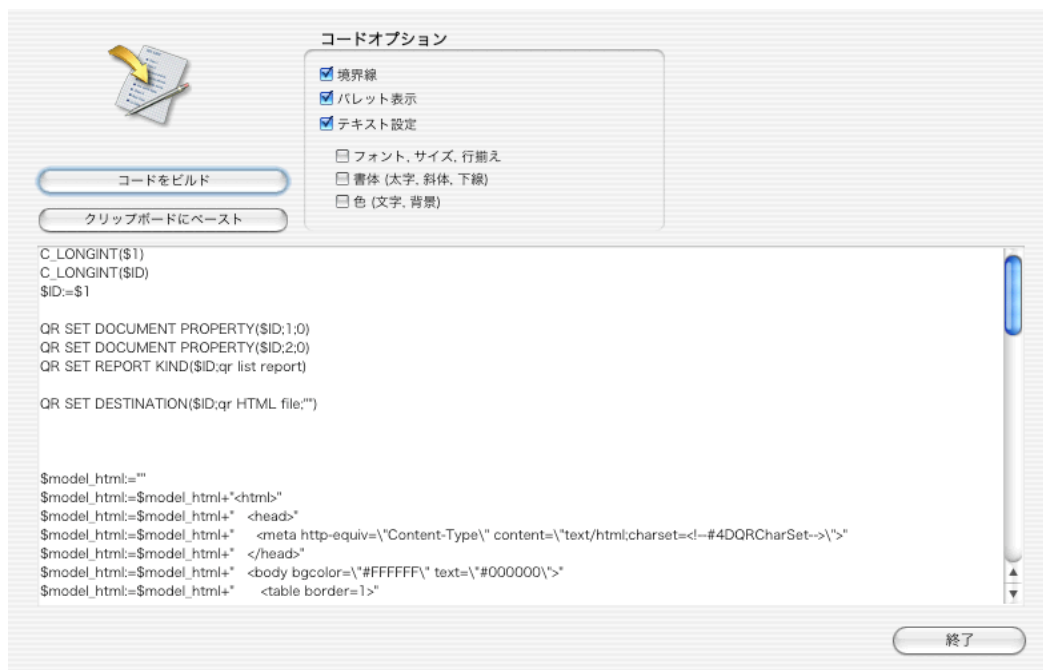 コードオプション
境界線
パレット表示
テキスト設定
フォント, サイズ, 行揃え
書体 (太字, 斜体, 下線)
色 (文字, 背景)
コードをビルド
クリップボードにペースト
C_LONGINT($1)
C_LONGINT($ID)
$ID:=$1
QR SET DOCUMENT PROPERTY($ID;1;0)
QR SET DOCUMENT PROPERTY($ID;2;0)
QR SET REPORT KIND($ID;qr list report)
QR SET DESTINATION($ID;qr HTML file;"")
$model_html:=""
$model_html:=$model_html+"<html>"
$model_html:=$model_html+"   <head>"
$model_html:=$model_html+"      <meta http-equiv=\"Content-Type\" content=\"text/html;charset=<!--#4DQRCharSet-->\">"
$model_html:=$model_html+"   </head>"
$model_html:=$model_html+"   <body bgcolor=\"#FFFFFF\" text=\"#000000\">"
$model_html:=$model_html+"      <table border=1>"
終了